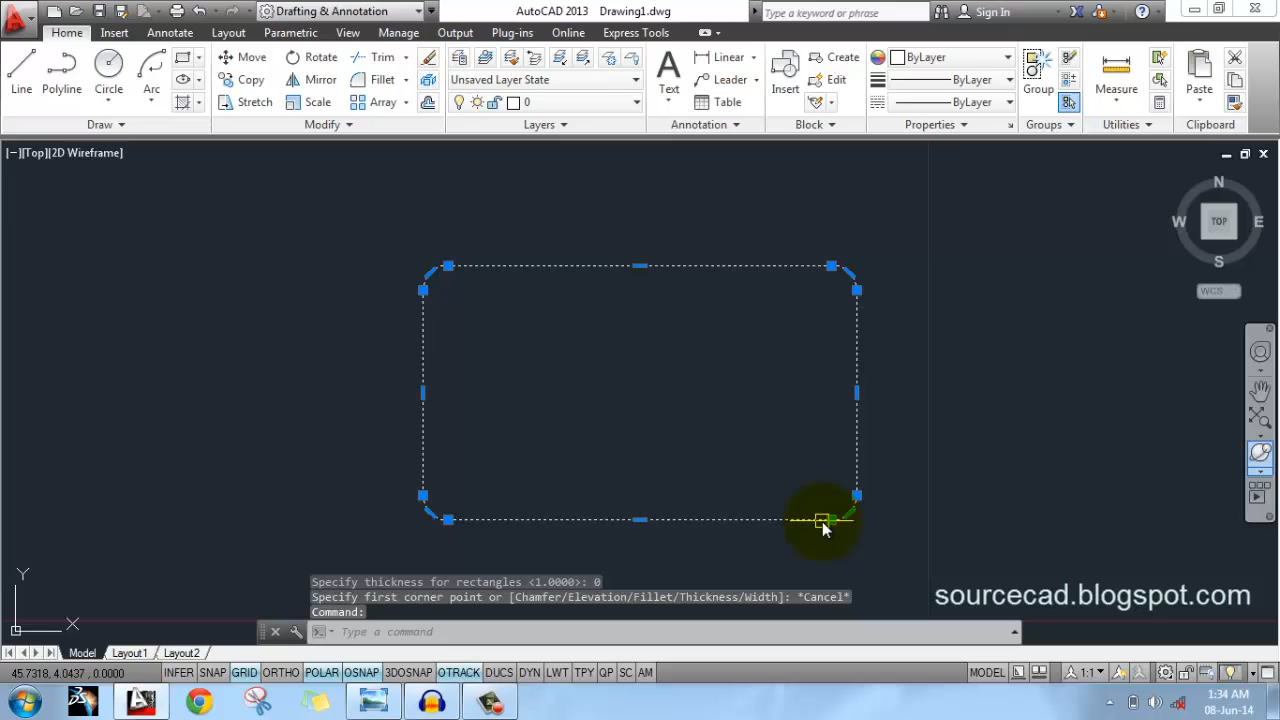 Drafting & Annotation
AutoCAD 2013 Drawing1.dwg
Type a keyword or phrase
Sign In
Home Insert Annotate Layout Parametric View Manage Output Plug-ins Online Express Tools
Line
Polyline
Circle
Arc
Draw
Move Rotate Trim
Copy Mirror Fillet
Stretch Scale Array
Modify
Unsaved Layer State
0
Layers
Text
Linear
Leader
Table
Annotation
Insert
Create
Edit
Block
ByLayer
ByLayer
ByLayer
Properties
Group
Groups
Measure
Utilities
Paste
Clipboard
[−][Top][2D Wireframe]
N
W TOP E
S
WCS
Y
X
Specify thickness for rectangles <1.0000>: 0
Specify first corner point or [Chamfer/Elevation/Fillet/Thickness/Width]: *Cancel*
Command:
Type a command
sourcecad.blogspot.com
Model Layout1 Layout2
45.7318, 4.0437, 0.0000 INFER SNAP GRID ORTHO POLAR OSNAP 3DOSNAP OTRACK DUCS DYN LWT TPY QP SC AM MODEL 1:1
1:34 AM
08-Jun-14